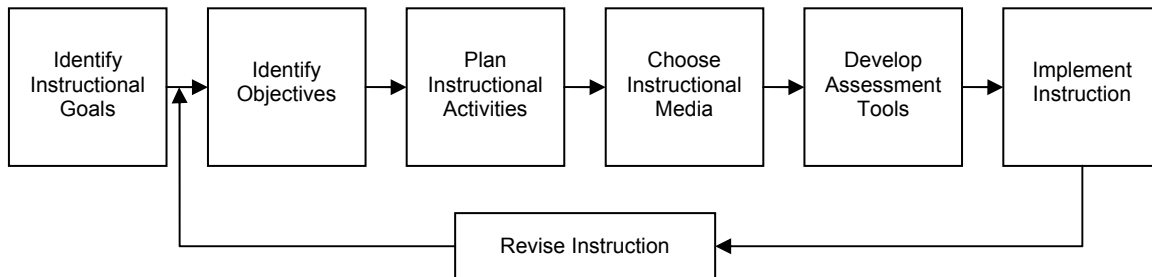 Identify
Instructional
Goals
Identify
Objectives
Plan
Instructional
Activities
Choose
Instructional
Media
Develop
Assessment
Tools
Implement
Instruction
Revise Instruction